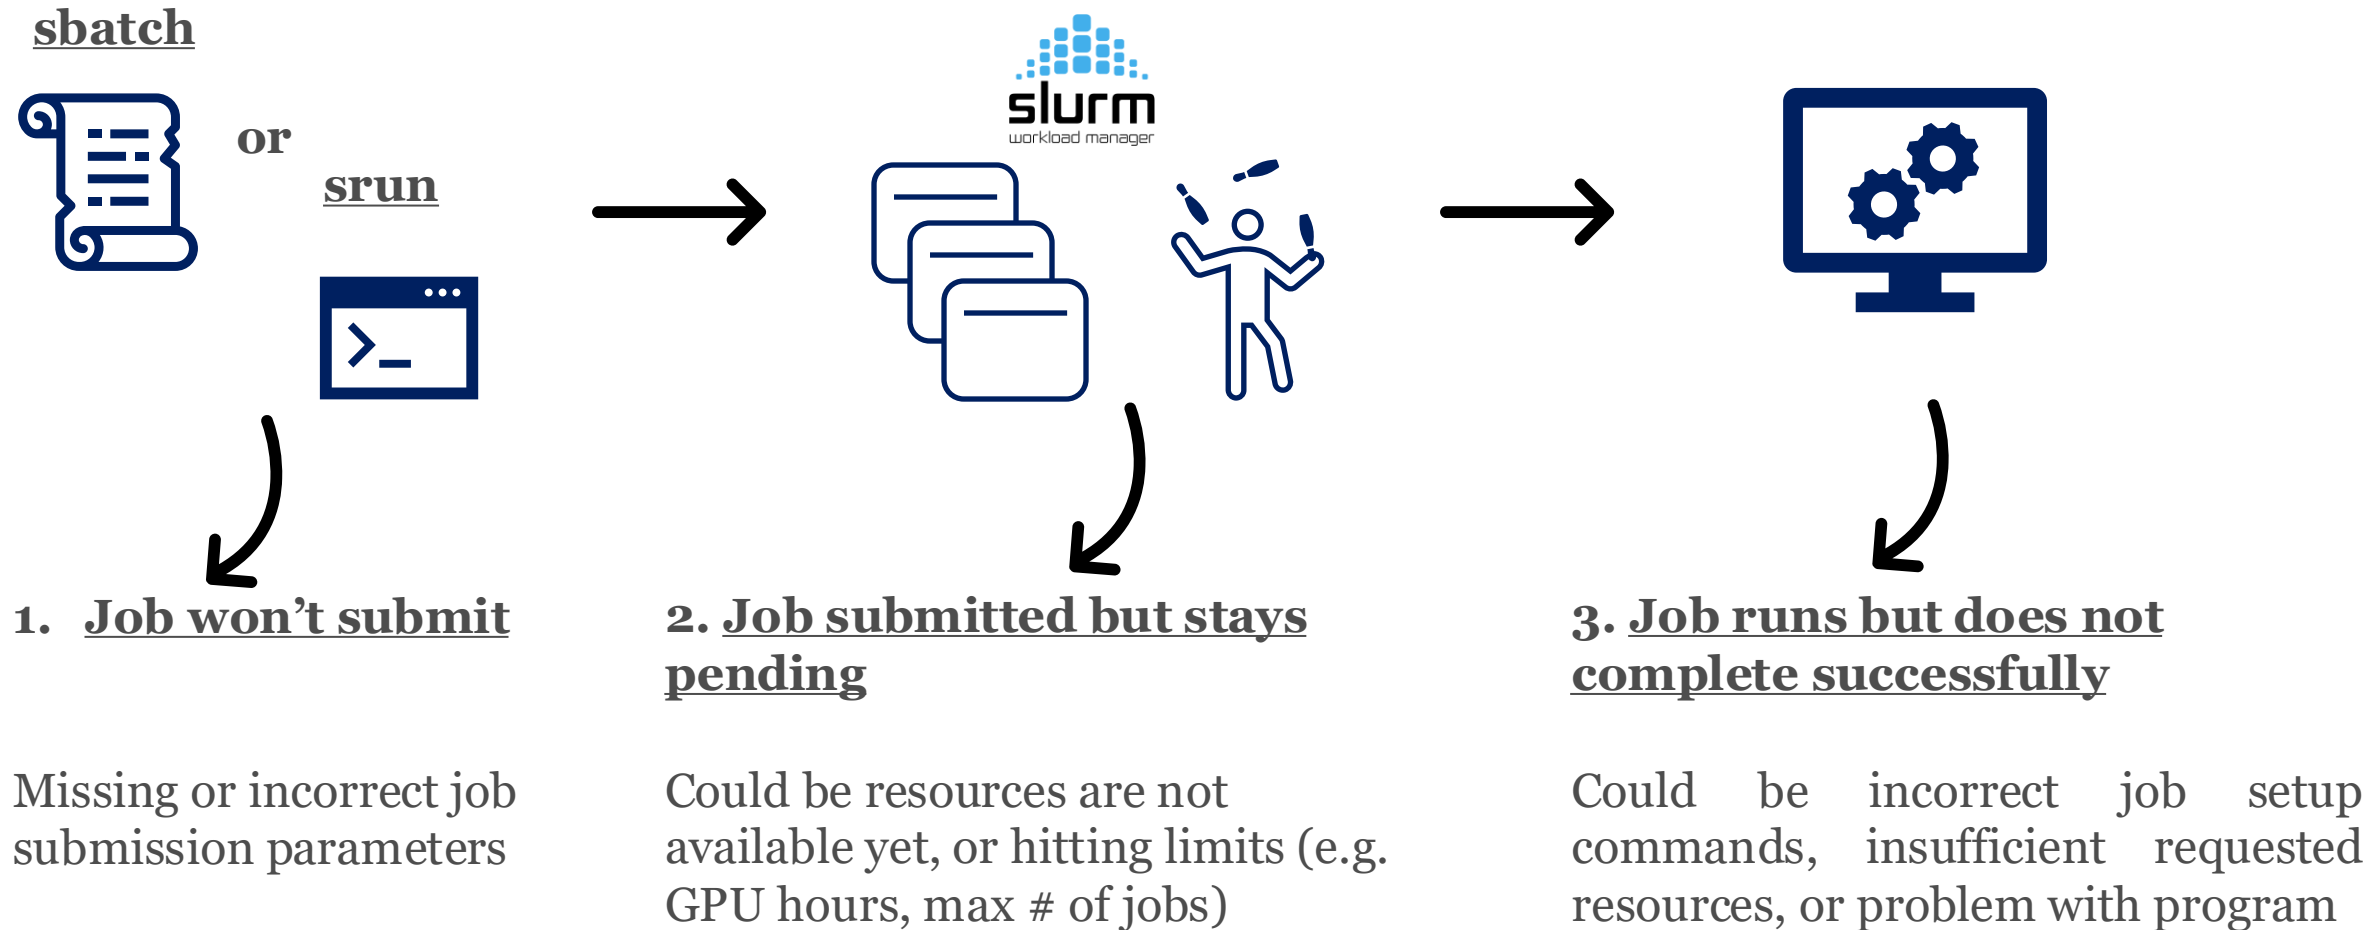 sbatch
or
srun
>_
slurm
workload manager
1. Job won’t submit
Missing or incorrect job
submission parameters
2. Job submitted but stays
pending
Could be resources are not
available yet, or hitting limits (e.g.
GPU hours, max # of jobs)
3. Job runs but does not
complete successfully
Could be incorrect job setup
commands, insufficient requested
resources, or problem with program